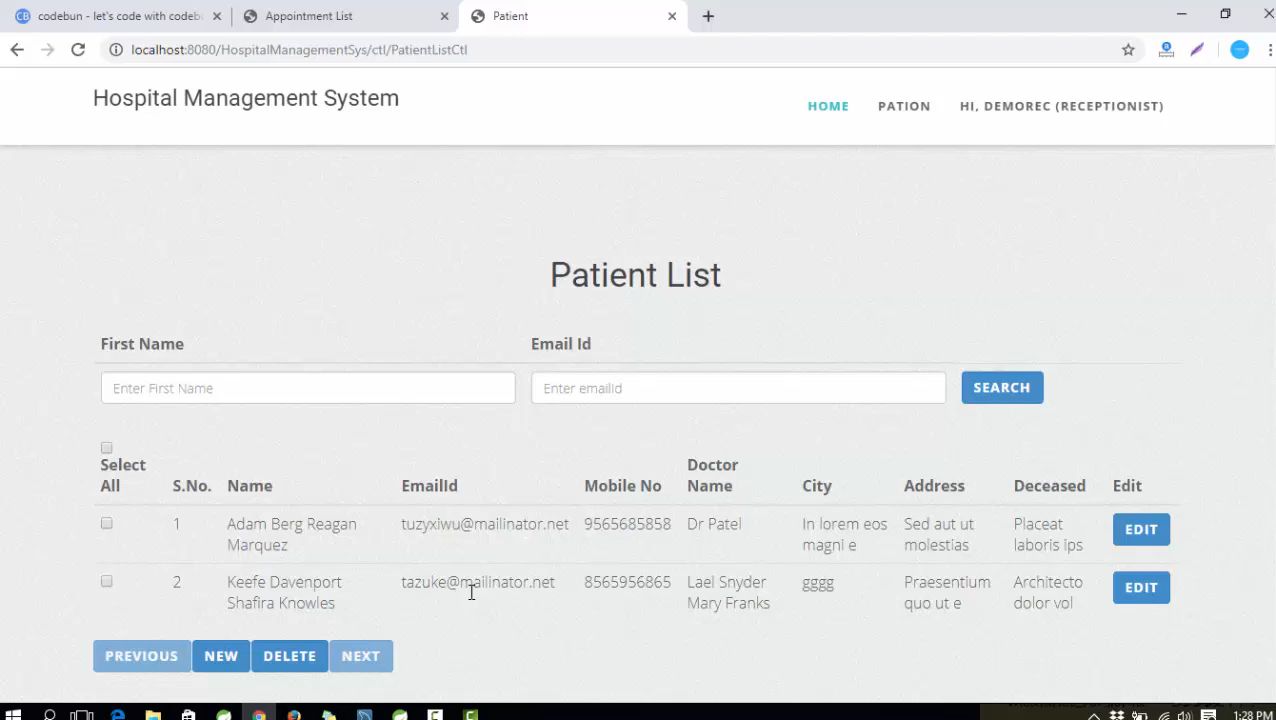 codebun - let's code with codeb
Appointment List
Patient
localhost:8080/HospitalManagementSys/ctl/PatientListCtl
Hospital Management System
HOME
PATION
HI, DEMOREC (RECEPTIONIST)
Patient List
First Name
Email Id
Enter First Name
Enter emailId
SEARCH
Select All
S.No.
Name
EmailId
Mobile No
Doctor Name
City
Address
Deceased
Edit
1
Adam Berg Reagan
Marquez
tuzyxiwu@mailinator.net
9565685858
Dr Patel
In lorem eos
magni e
Sed aut ut
molestias
Placeat
laboris ips
EDIT
2
Keefe Davenport
Shafira Knowles
tazuke@mailinator.net
8565956865
Lael Snyder
Mary Franks
gggg
Praesentium
quo ut e
Architecto
dolor vol
EDIT
PREVIOUS
NEW
DELETE
NEXT
1:28 PM